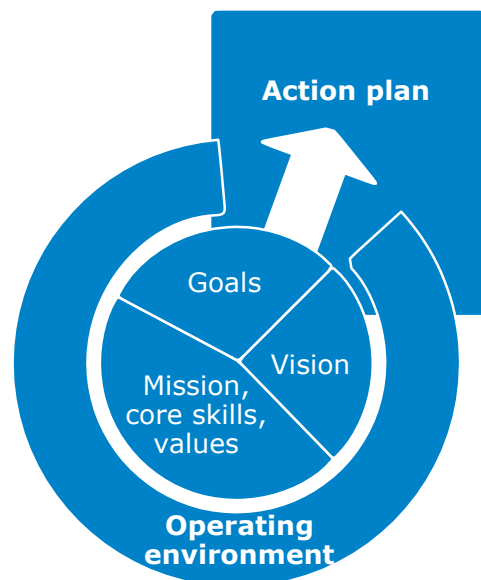 Action plan
Goals
Vision
Mission,
core skills,
values
Operating
environment